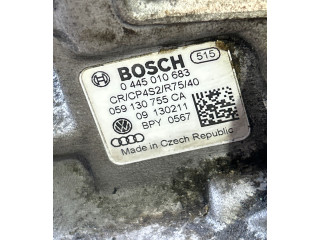 BOSCH 515
0 445 010 683
CR/CP4S2/R75/40
059 130 755 CA
09 130211
BPY 0567
Made in Czech Republic